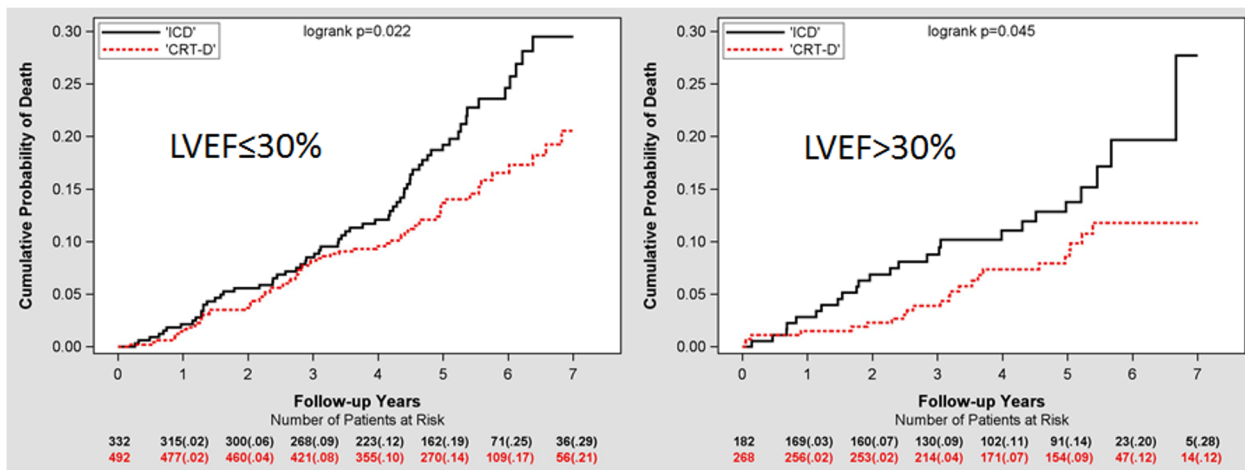 'ICD'
'CRT-D'
logrank p=0.022
LVEF≤30%
Cumulative Probability of Death
0.30
0.25
0.20
0.15
0.10
0.05
0.00
0 1 2 3 4 5 6 7
Follow-up Years
Number of Patients at Risk
332 315(.02) 300(.06) 268(.09) 223(.12) 162(.19) 71(.25) 36(.29)
492 477(.02) 460(.04) 421(.08) 355(.10) 270(.14) 109(.17) 56(.21)
'ICD'
'CRT-D'
logrank p=0.045
LVEF>30%
Cumulative Probability of Death
0.30
0.25
0.20
0.15
0.10
0.05
0.00
0 1 2 3 4 5 6 7
Follow-up Years
Number of Patients at Risk
182 169(.03) 160(.07) 130(.09) 102(.11) 91(.14) 23(.20) 5(.28)
268 256(.02) 253(.02) 214(.04) 171(.07) 154(.09) 47(.12) 14(.12)